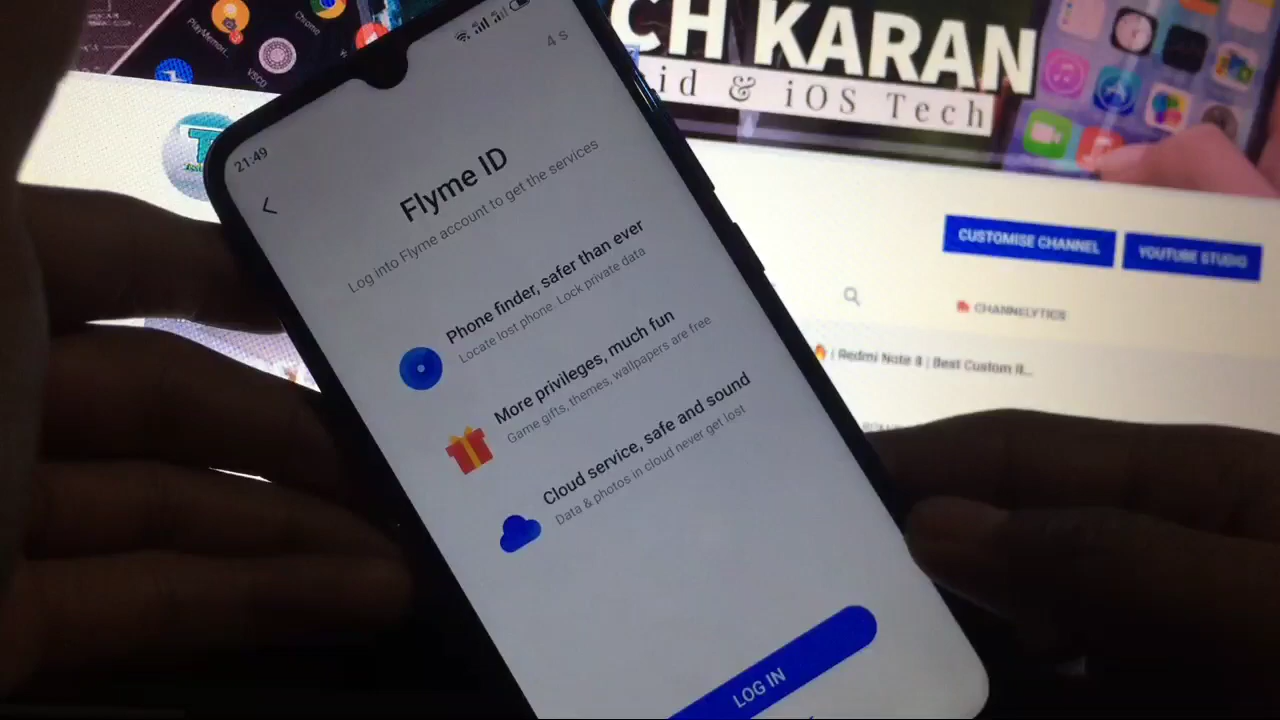 PlayMemori...
VSCO
Chrome
CH KARAN
id & iOS Tech
21:49
4 s
Flyme ID
Log into Flyme account to get the services
Phone finder, safer than ever
Locate lost phone. Lock private data
More privileges, much fun
Game gifts, themes, wallpapers are free
Cloud service, safe and sound
Data & photos in cloud never get lost
LOG IN
CUSTOMISE CHANNEL
YOUTUBE STUDIO
CHANNELYTICS
| Redmi Note 8 | Best Custom R...